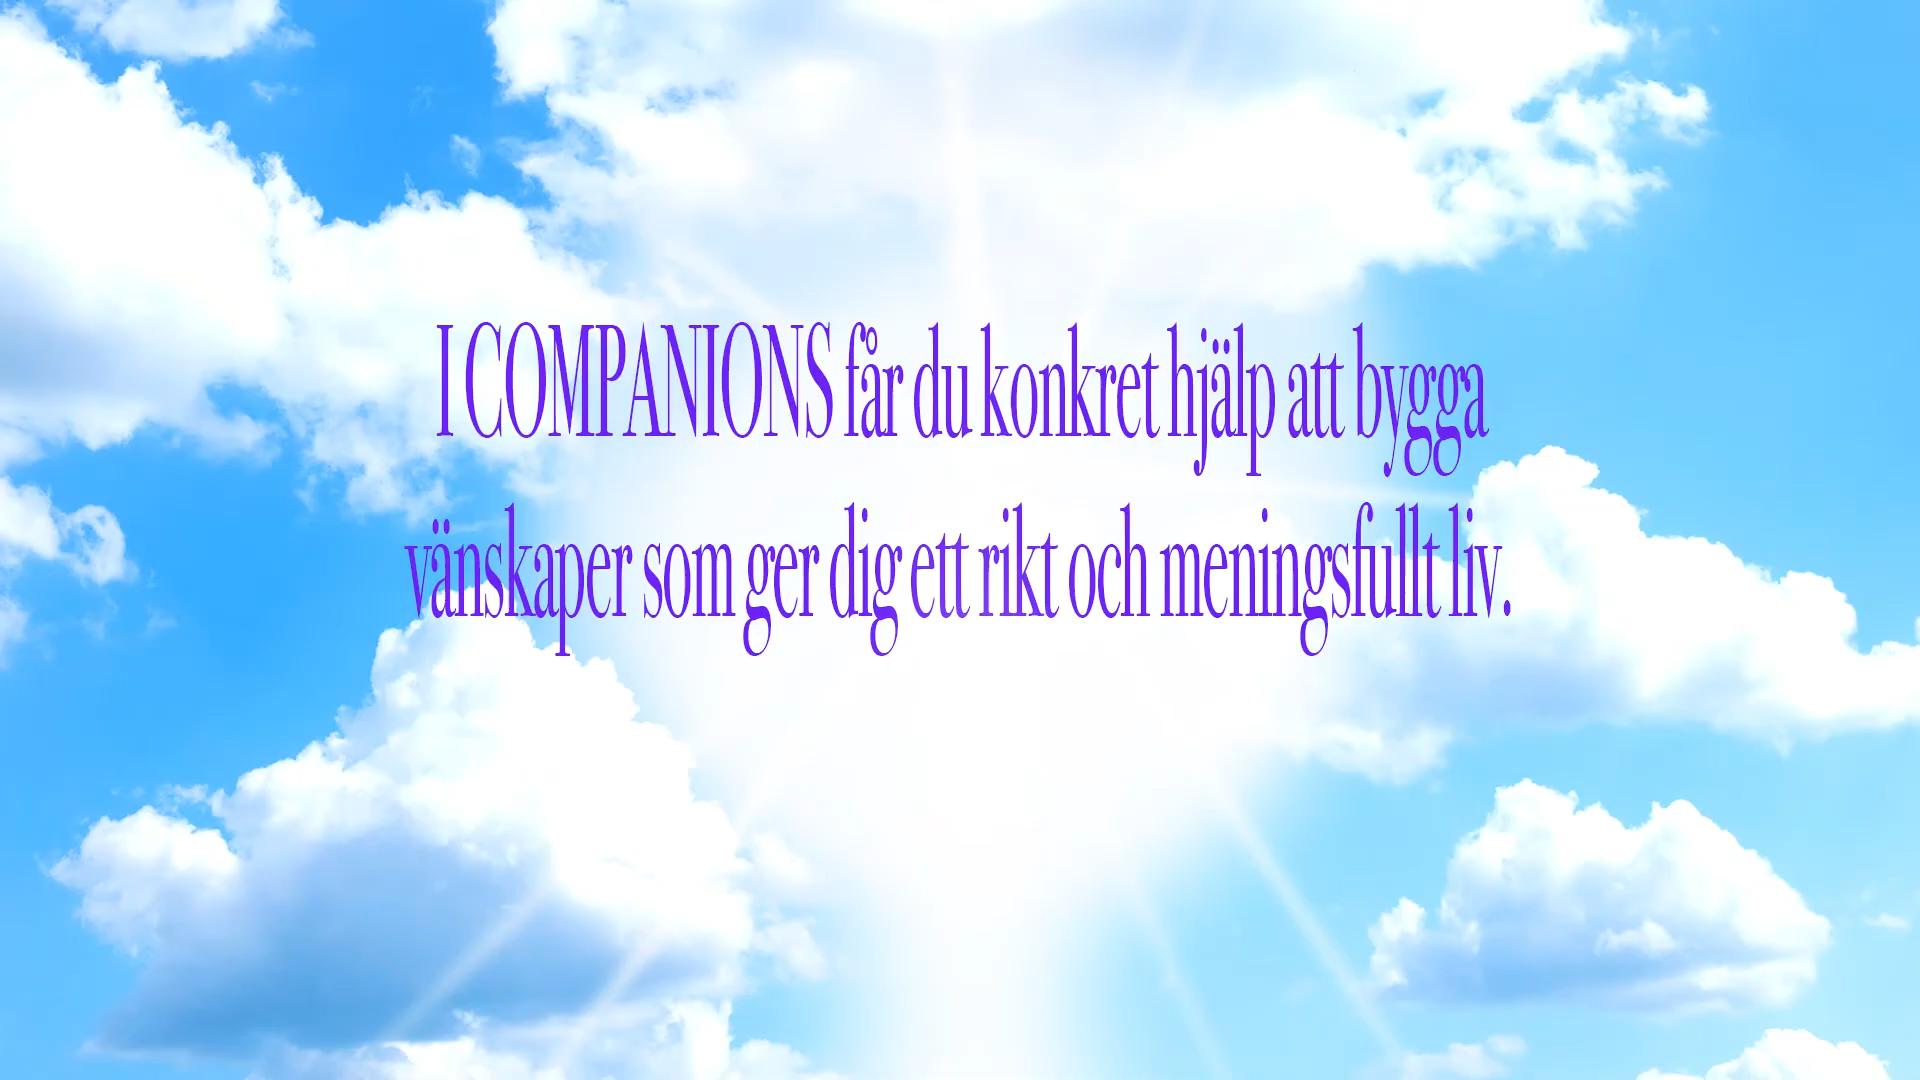 I COMPANIONS får du konkret hjälp att bygga
vänskaper som ger dig ett rikt och meningsfullt liv.